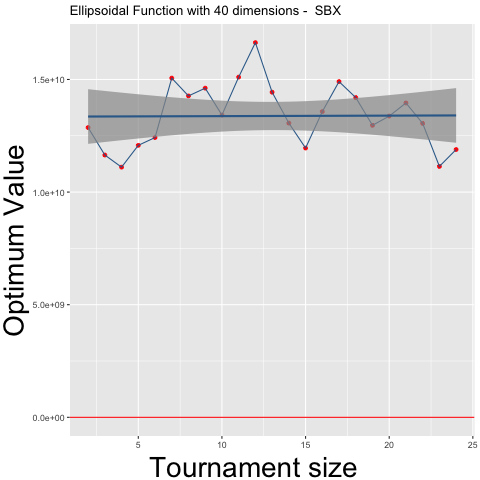 Ellipsoidal Function with 40 dimensions - SBX
Optimum Value
1.5e+10
1.0e+10
5.0e+09
0.0e+00
5 10 15 20 25
Tournament size